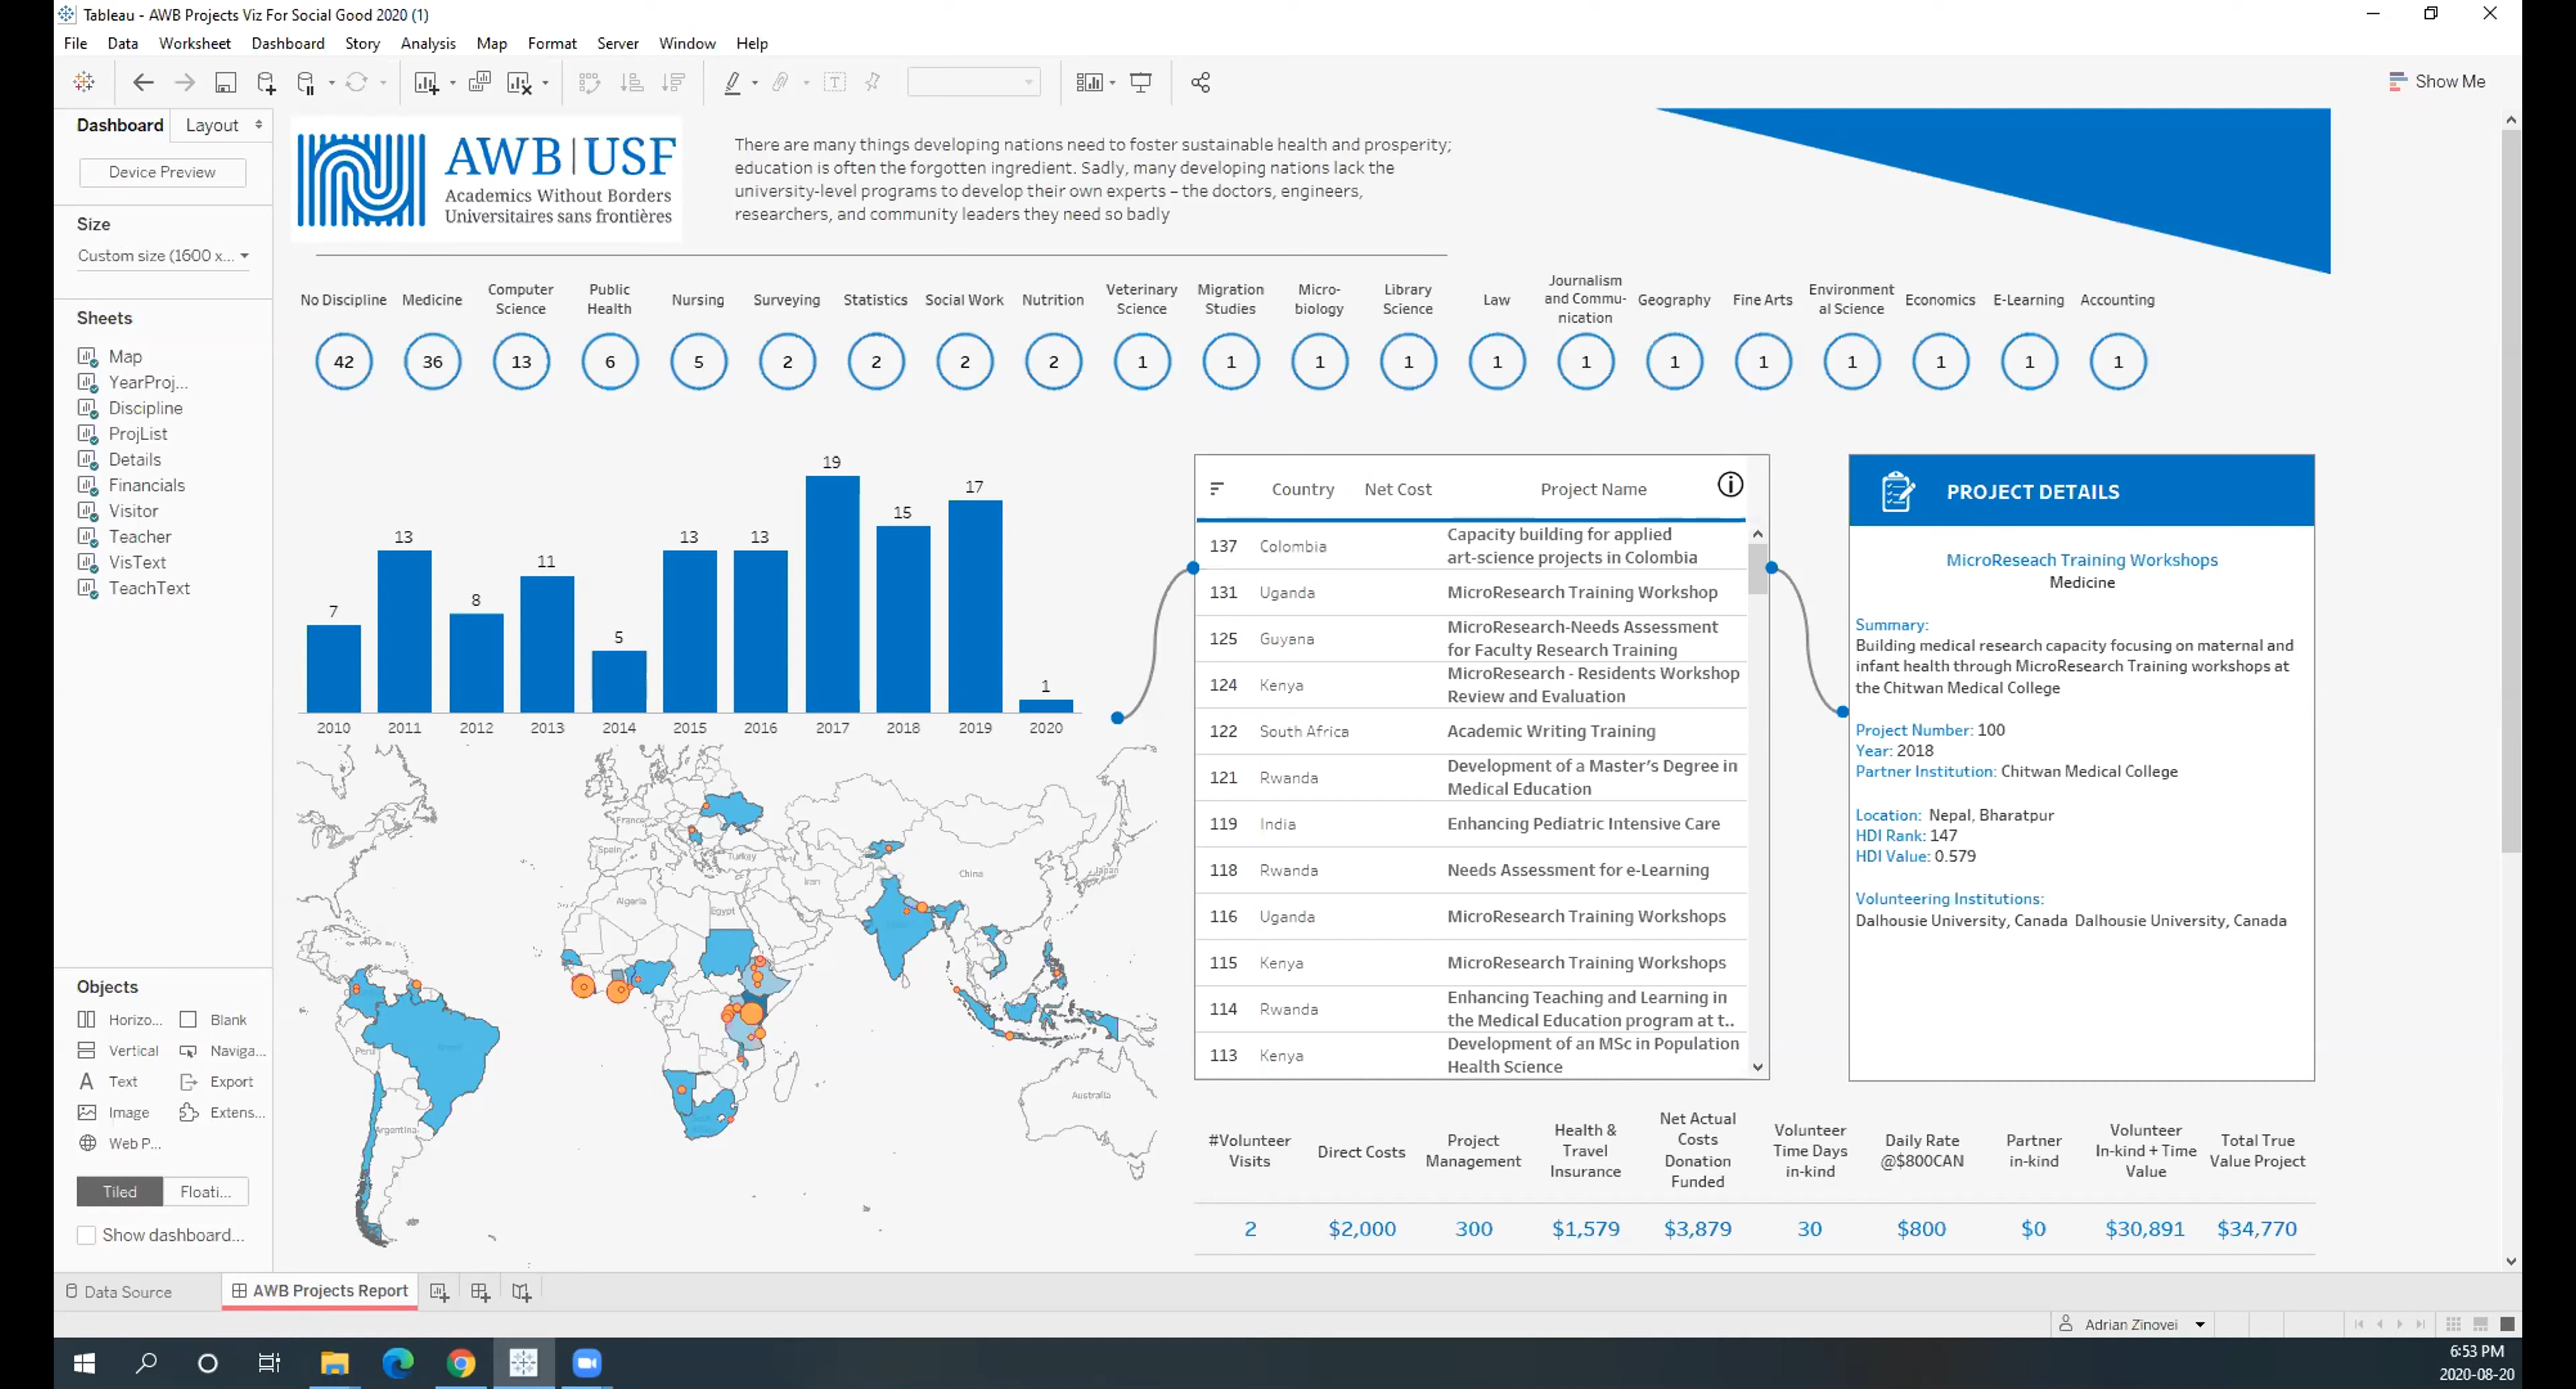 Tableau - AWB Projects Viz For Social Good 2020 (1)
File Data Worksheet Dashboard Story Analysis Map Format Server Window Help
Show Me
Dashboard Layout
Device Preview
Size
Custom size (1600 x...
Sheets
Map
YearProj...
Discipline
ProjList
Details
Financials
Visitor
Teacher
VisText
TeachText
Objects
Horizo... Blank
Vertical Naviga...
Text Export
Image Extens...
Web P...
Tiled Floati...
Show dashboard...
AWB|USF
Academics Without Borders
Universitaires sans frontières
There are many things developing nations need to foster sustainable health and prosperity;
education is often the forgotten ingredient. Sadly, many developing nations lack the
university-level programs to develop their own experts – the doctors, engineers,
researchers, and community leaders they need so badly
No Discipline
Medicine
Computer
Science
Public
Health
Nursing
Surveying
Statistics
Social Work
Nutrition
Veterinary
Science
Migration
Studies
Micro-
biology
Library
Science
Law
Journalism
and Commu-
nication
Geography
Fine Arts
Environment
al Science
Economics
E-Learning
Accounting
42 36 13 6 5 2 2 2 2 1 1 1 1 1 1 1 1 1 1 1 1
7 13 8 11 5 13 13 19 15 17 1
2010 2011 2012 2013 2014 2015 2016 2017 2018 2019 2020
France
Spain
Turkey
Iran
China
Japan
Algeria
Egypt
Peru
Argentina
Australia
Country Net Cost Project Name
137 Colombia Capacity building for applied
art-science projects in Colombia
131 Uganda MicroResearch Training Workshop
125 Guyana MicroResearch-Needs Assessment
for Faculty Research Training
124 Kenya MicroResearch - Residents Workshop
Review and Evaluation
122 South Africa Academic Writing Training
121 Rwanda Development of a Master's Degree in
Medical Education
119 India Enhancing Pediatric Intensive Care
118 Rwanda Needs Assessment for e-Learning
116 Uganda MicroResearch Training Workshops
115 Kenya MicroResearch Training Workshops
114 Rwanda Enhancing Teaching and Learning in
the Medical Education program at t..
113 Kenya Development of an MSc in Population
Health Science
PROJECT DETAILS
MicroReseach Training Workshops
Medicine
Summary:
Building medical research capacity focusing on maternal and
infant health through MicroResearch Training workshops at
the Chitwan Medical College
Project Number: 100
Year: 2018
Partner Institution: Chitwan Medical College
Location: Nepal, Bharatpur
HDI Rank: 147
HDI Value: 0.579
Volunteering Institutions:
Dalhousie University, Canada Dalhousie University, Canada
#Volunteer
Visits
Direct Costs
Project
Management
Health &
Travel
Insurance
Net Actual
Costs
Donation
Funded
Volunteer
Time Days
in-kind
Daily Rate
@$800CAN
Partner
in-kind
Volunteer
In-kind + Time
Value
Total True
Value Project
2 $2,000 300 $1,579 $3,879 30 $800 $0 $30,891 $34,770
Data Source AWB Projects Report
Adrian Zinovei
6:53 PM
2020-08-20